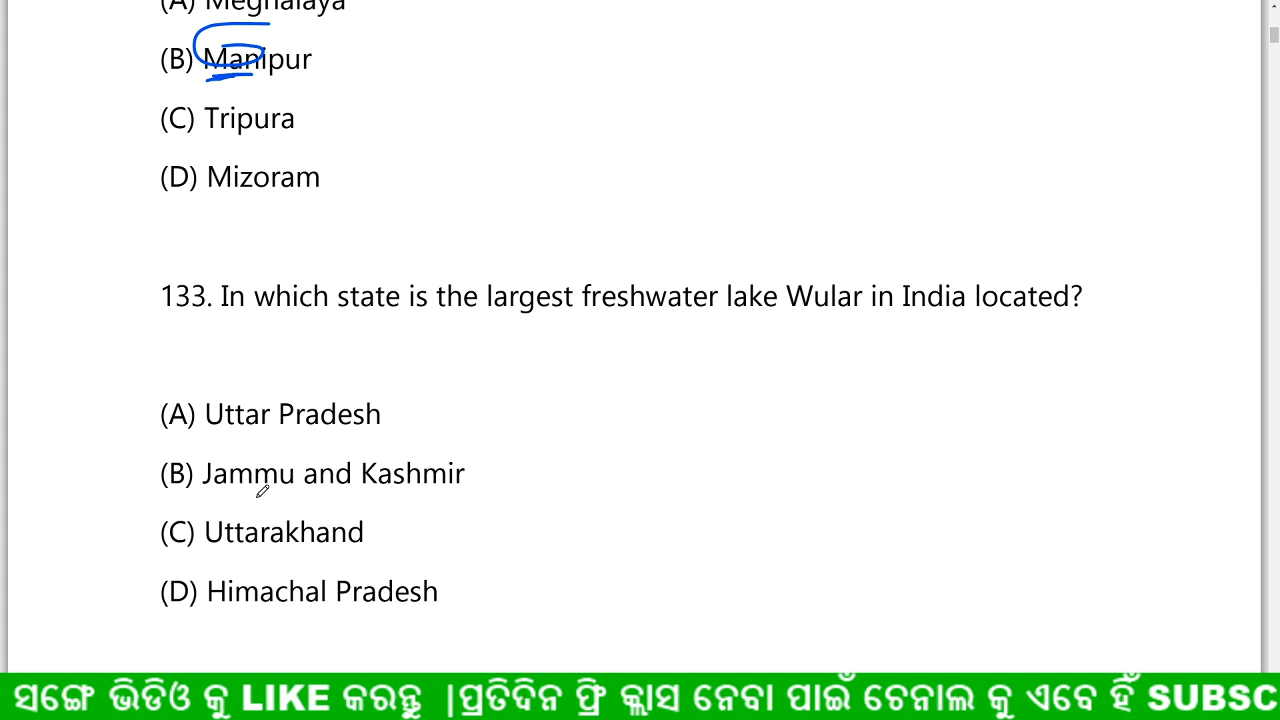 (A) Meghalaya
(B) Manipur
(C) Tripura
(D) Mizoram
133. In which state is the largest freshwater lake Wular in India located?
(A) Uttar Pradesh
(B) Jammu and Kashmir
(C) Uttarakhand
(D) Himachal Pradesh
ସଙ୍ଗେ ଭିଡିଓ କୁ LIKE କରନ୍ତୁ |ପ୍ରତିଦିନ ଫ୍ରି କ୍ଲାସ ନେବା ପାଇଁ ଚେନାଲ କୁ ଏବେ ହିଁ SUBSC